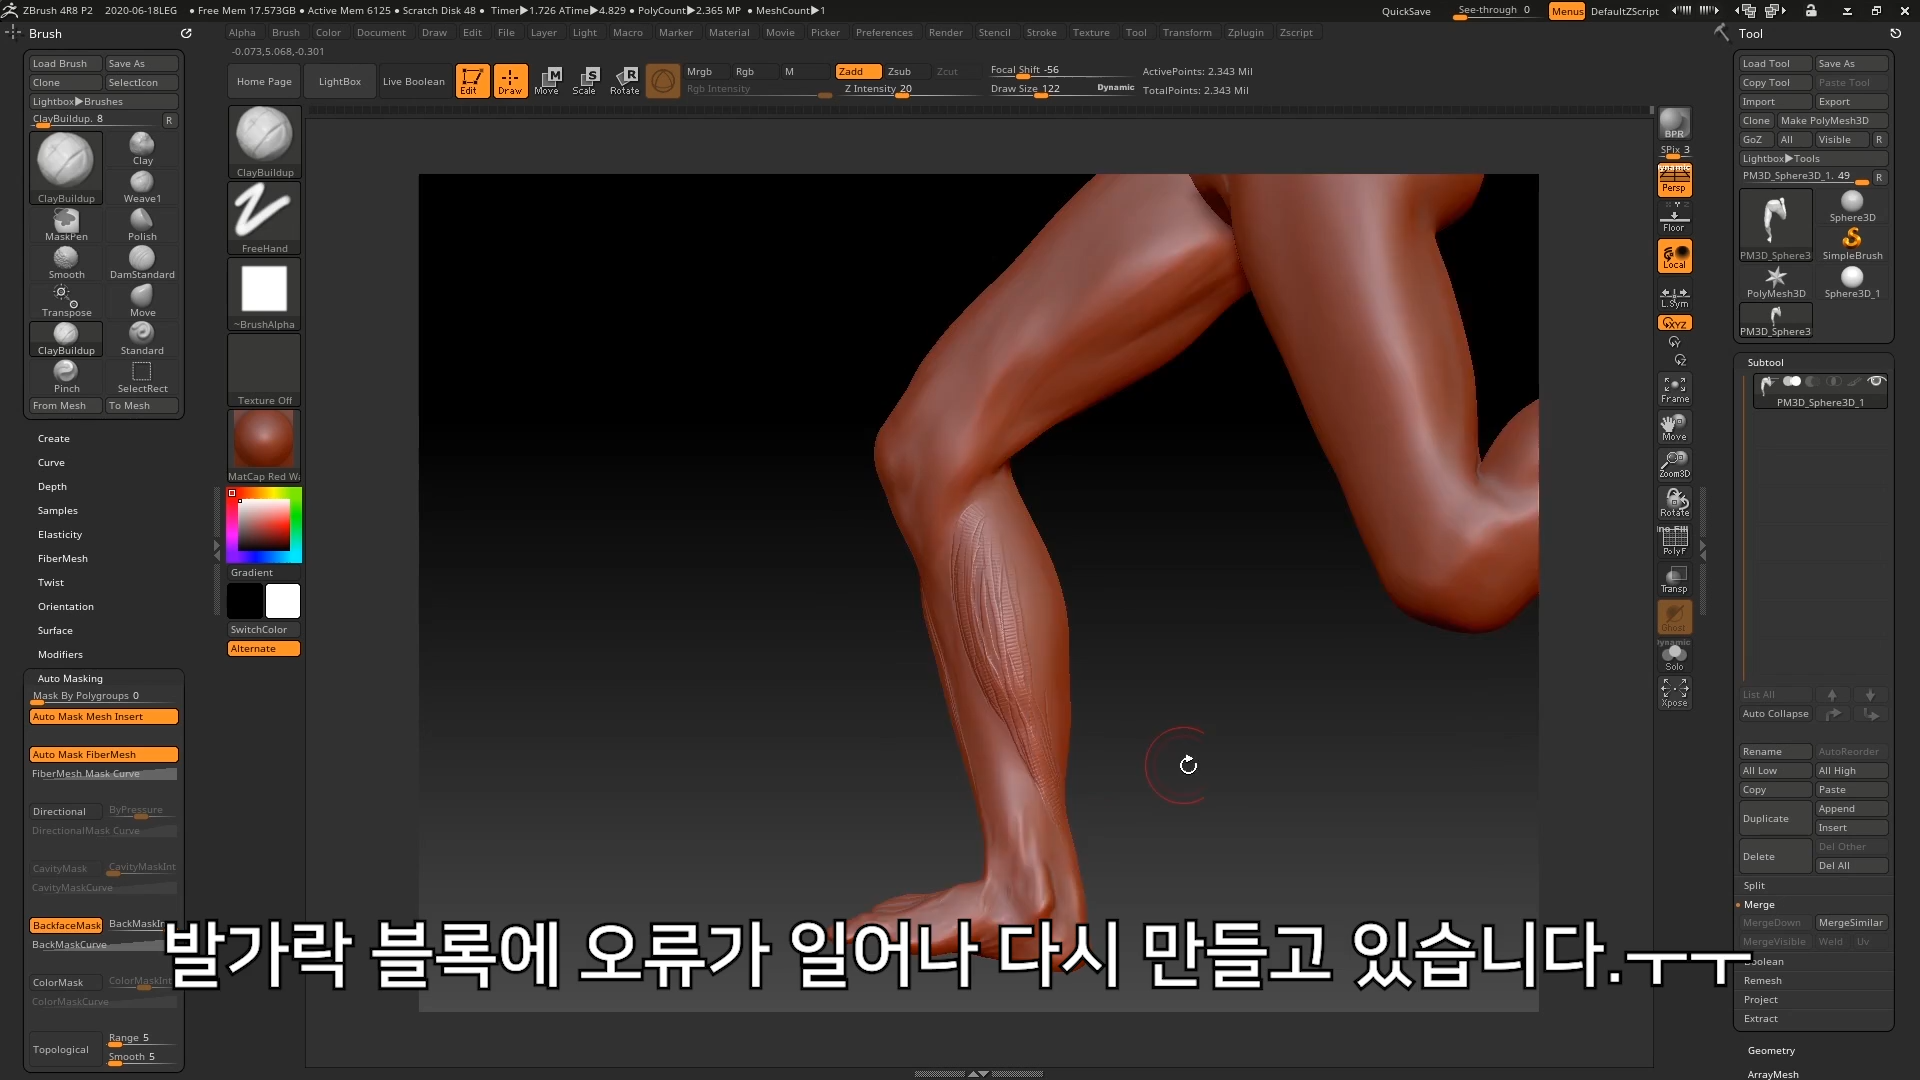 ZBrush 4R8 P2 2020-06-18LEG • Free Mem 17.573GB • Active Mem 6125 • Scratch Disk 48 • Timer▶1.726 ATime▶4.829 • PolyCount▶2.365 MP • MeshCount▶1
QuickSave See-through 0 Menus DefaultZScript
Brush
Alpha Brush Color Document Draw Edit File Layer Light Macro Marker Material Movie Picker Preferences Render Stencil Stroke Texture Tool Transform Zplugin Zscript
Tool
-0.073,5.068,-0.301
Load Brush Save As
Clone SelectIcon
Lightbox▶Brushes
ClayBuildup. 8 R
ClayBuildup
Clay
Weave1
MaskPen Polish
Smooth DamStandard
Transpose Move
ClayBuildup Standard
Pinch SelectRect
From Mesh To Mesh
Create
Curve
Depth
Samples
Elasticity
FiberMesh
Twist
Orientation
Surface
Modifiers
Auto Masking
Mask By Polygroups 0
Auto Mask Mesh Insert
Auto Mask FiberMesh
FiberMesh Mask Curve
Directional ByPressure
DirectionalMask Curve
CavityMask CavityMaskInt
CavityMaskCurve
BackfaceMask BackMaskIn
BackMaskCurve
ColorMask ColorMaskInt
ColorMaskCurve
Topological
Range 5
Smooth 5
Home Page LightBox Live Boolean Edit Draw Move Scale Rotate
Mrgb Rgb M
Rgb Intensity
Zadd Zsub Zcut
Z Intensity 20
Focal Shift -56
Draw Size 122 Dynamic
ActivePoints: 2.343 Mil
TotalPoints: 2.343 Mil
ClayBuildup
FreeHand
~BrushAlpha
Texture Off
MatCap Red Wa
Gradient
SwitchColor
Alternate
BPR
SPix 3
Persp
Floor
Local
L.Sym
XYZ
Frame
Move
Zoom3D
Rotate
PolyF
Transp
Ghost
Dynamic
Solo
Xpose
Load Tool Save As
Copy Tool Paste Tool
Import Export
Clone Make PolyMesh3D
GoZ All Visible R
Lightbox▶Tools
PM3D_Sphere3D_1. 49 R
PM3D_Sphere3
Sphere3D
SimpleBrush
PolyMesh3D Sphere3D_1
PM3D_Sphere3
Subtool
PM3D_Sphere3D_1
List All
Auto Collapse
Rename AutoReorder
All Low All High
Copy Paste
Duplicate
Append
Insert
Delete
Del Other
Del All
Split
Merge
MergeDown MergeSimilar
MergeVisible Weld Uv
Boolean
Remesh
Project
Extract
Geometry
ArrayMesh
발가락 블록에 오류가 일어나 다시 만들고 있습니다.ㅜㅜ